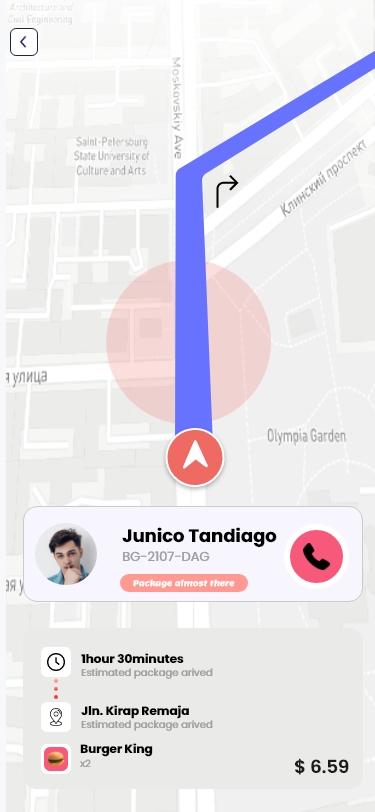 Architecture and
Civil Engineering
Moskovskiy Ave
Saint-Petersburg
State University of
Culture and Arts
Клинский проспект
я улица
Olympia Garden
Junico Tandiago
BG-2107-DAG
Package almost there
ая у
1hour 30minutes
Estimated package arived
Jln. Kirap Remaja
Estimated package arived
Burger King
x2
$ 6.59